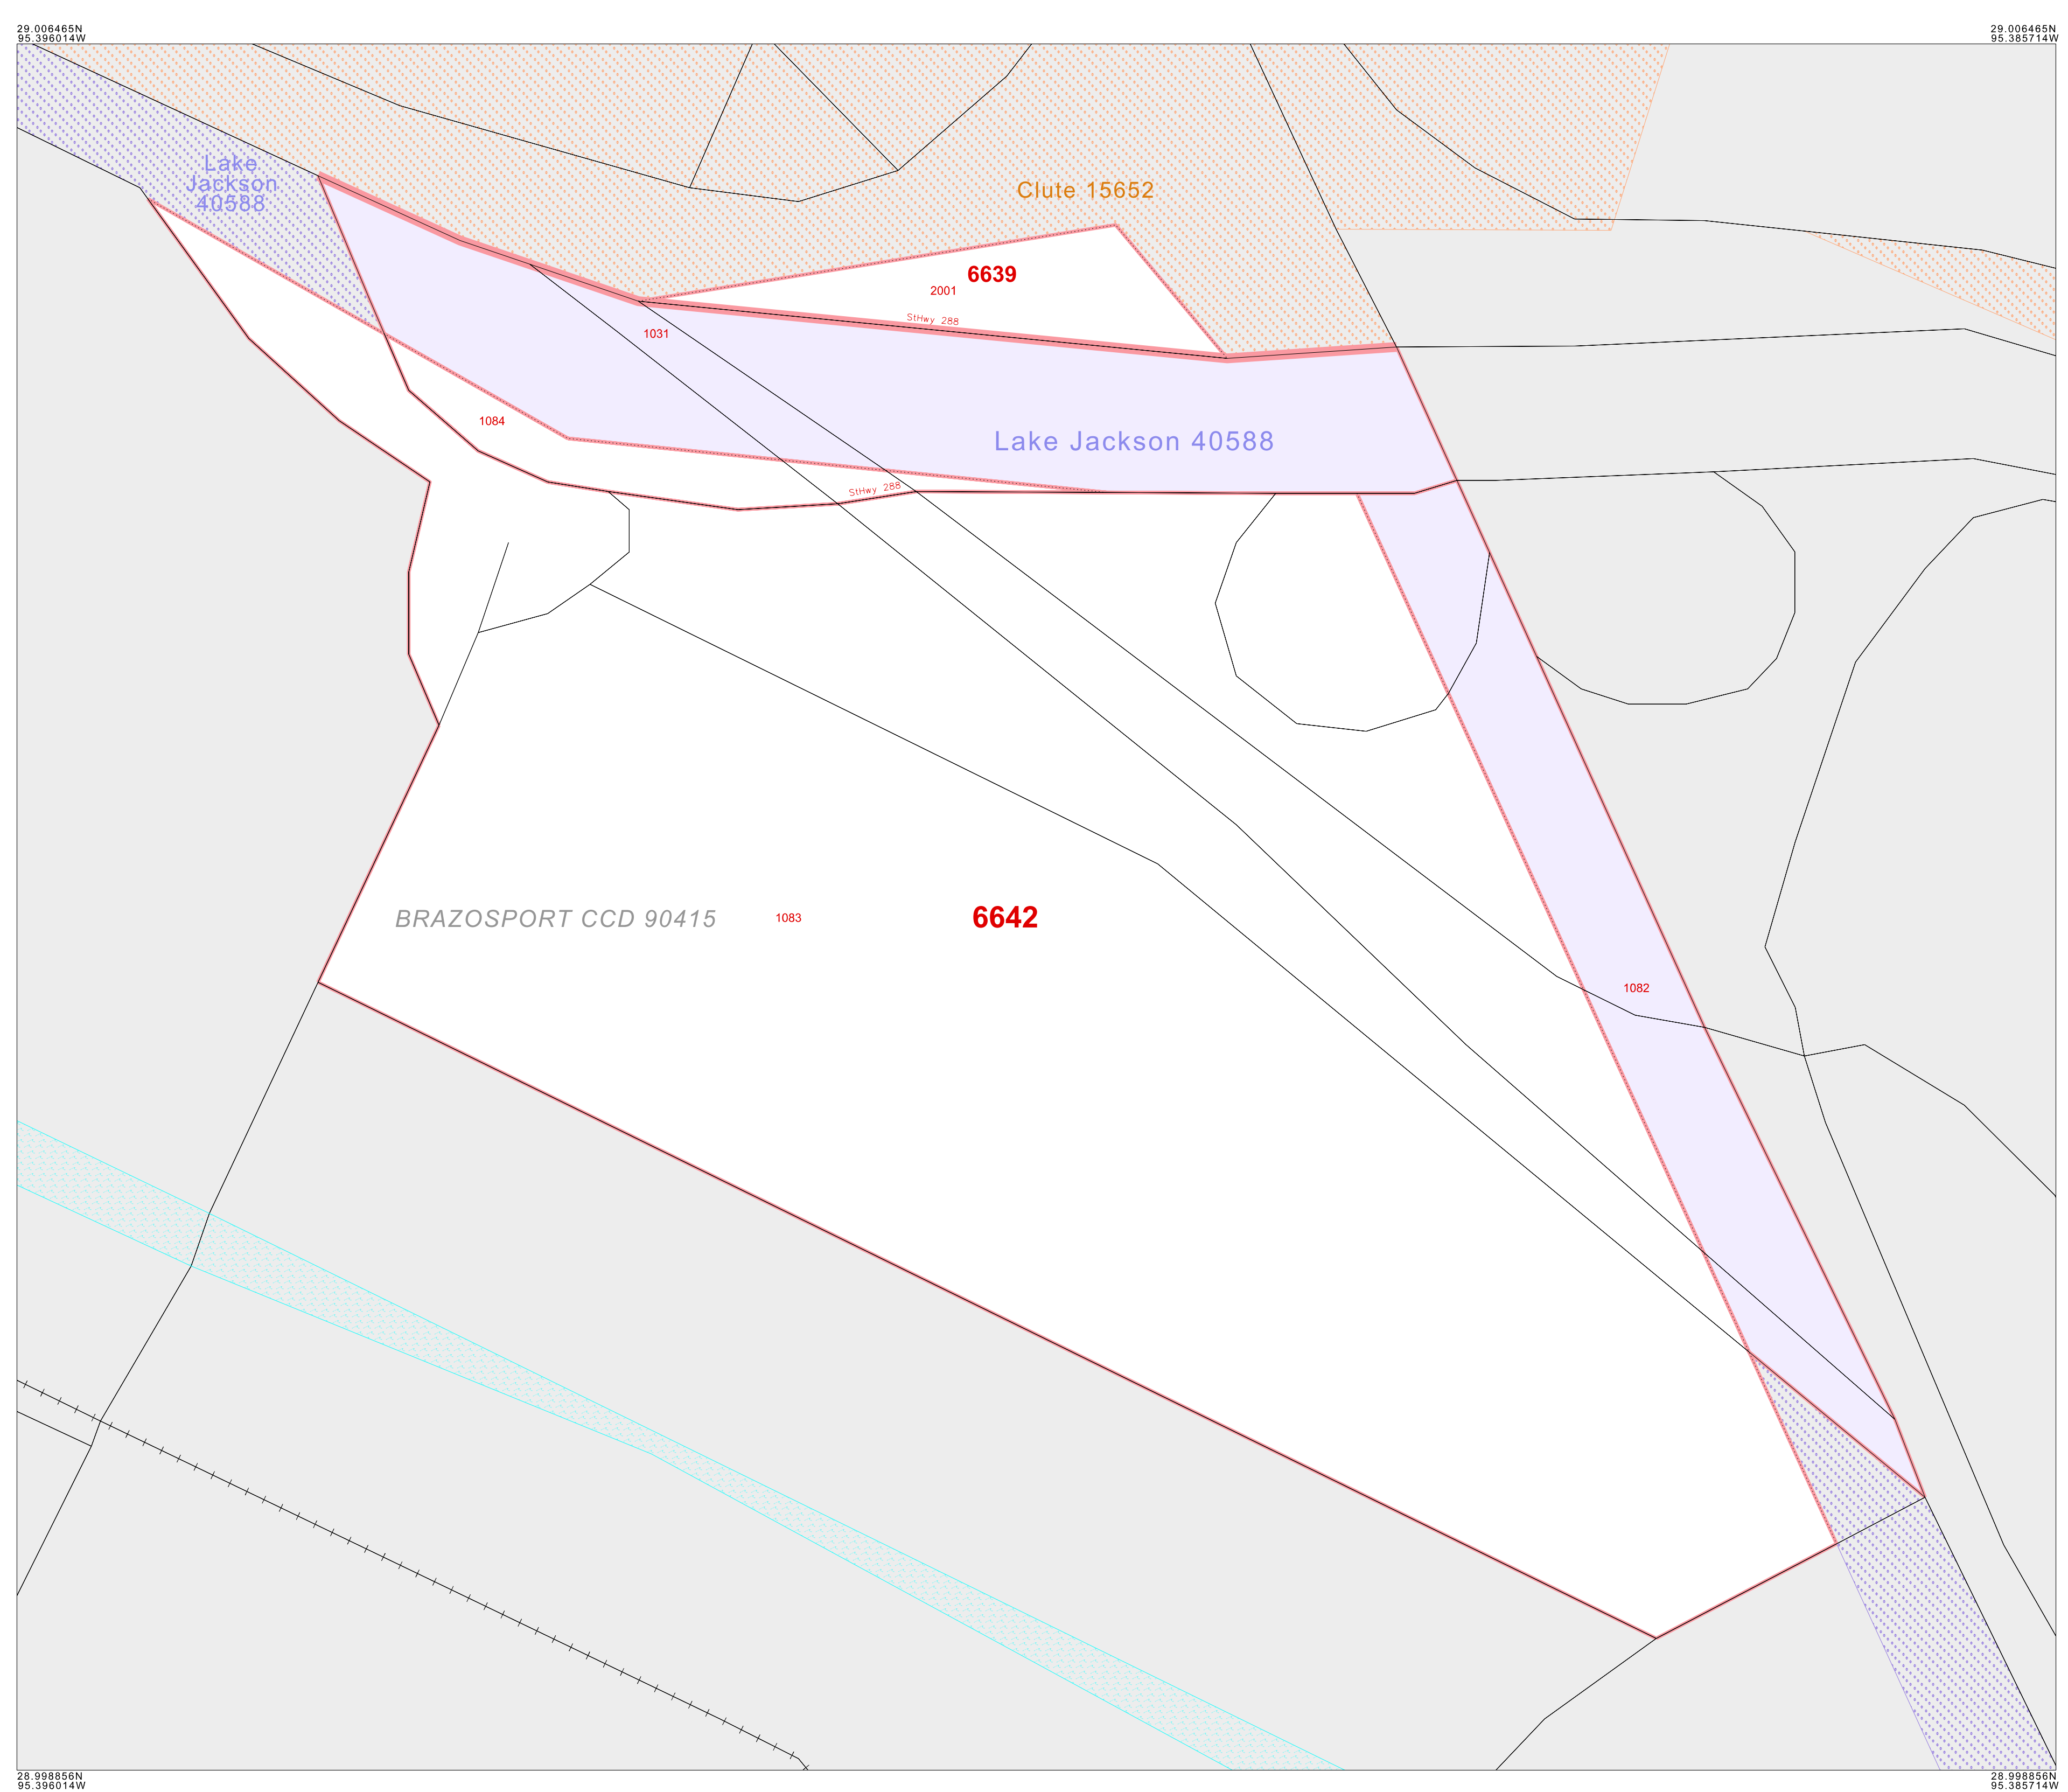 29.006465N
95.396014W
29.006465N
95.385714W
Lake
Jackson
40588
Clute 15652
6639
2001
StHwy 288
1031
1084
Lake Jackson 40588
StHwy 288
BRAZOSPORT CCD 90415
1083
6642
1082
28.998856N
95.396014W
28.998856N
95.385714W